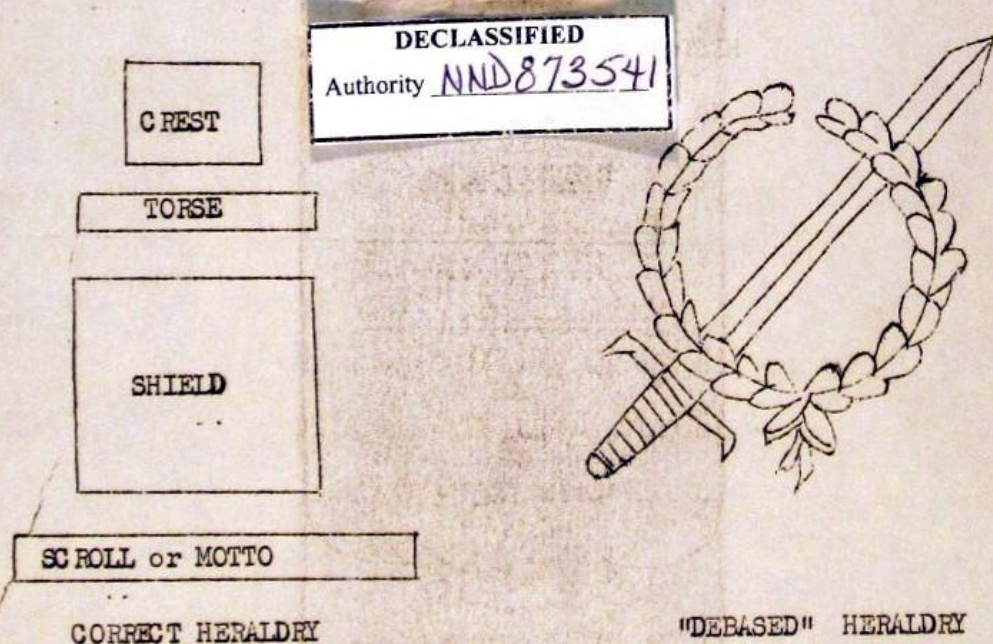 DECLASSIFIED
Authority NND873541
CREST
TORSE
SHIELD
SCROLL or MOTTO
CORRECT HERALDRY
"DEBASED" HERALDRY